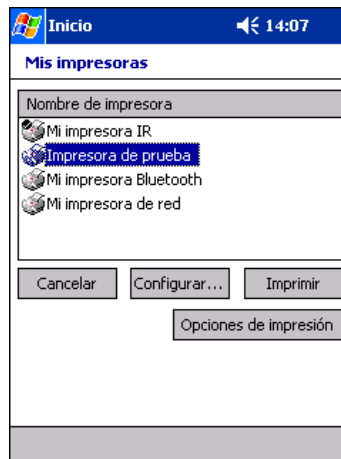 Inicio 14:07
Mis impresoras
Nombre de impresora
Mi impresora IR
Impresora de prueba
Mi impresora Bluetooth
Mi impresora de red
Cancelar Configurar... Imprimir
Opciones de impresión